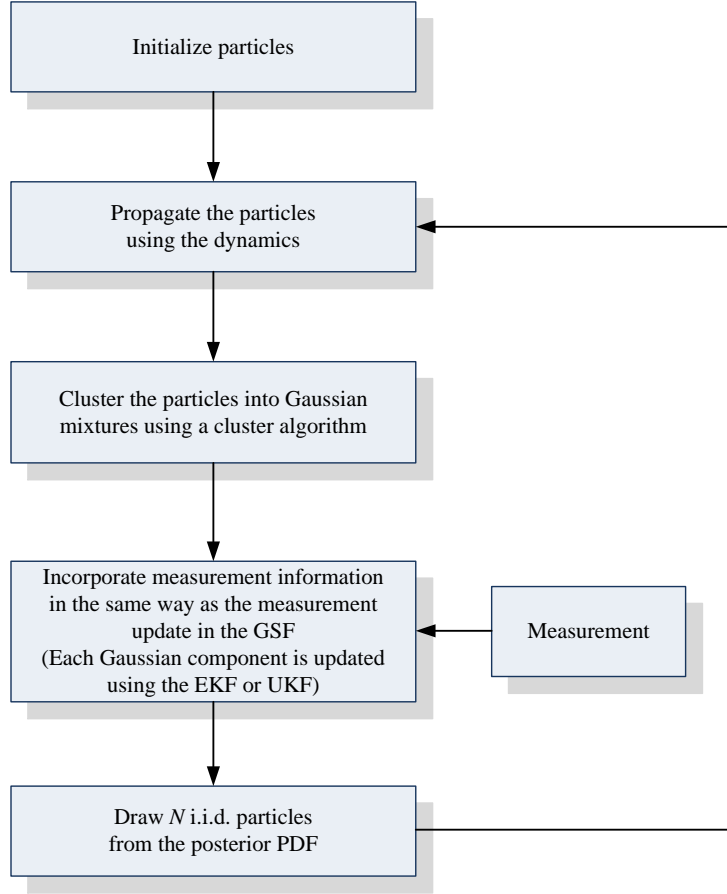 Initialize particles
Propagate the particles
using the dynamics
Cluster the particles into Gaussian
mixtures using a cluster algorithm
Incorporate measurement information
in the same way as the measurement
update in the GSF
(Each Gaussian component is updated
using the EKF or UKF)
Measurement
Draw N i.i.d. particles
from the posterior PDF